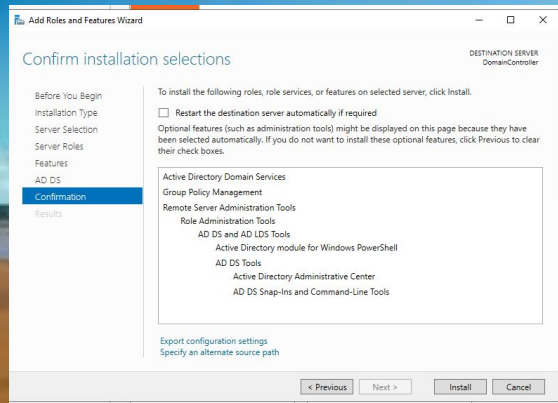 Add Roles and Features Wizard
Confirm installation selections
DESTINATION SERVER
DomainController
Before You Begin
Installation Type
Server Selection
Server Roles
Features
AD DS
Confirmation
Results
To install the following roles, role services, or features on selected server, click Install.
Restart the destination server automatically if required
Optional features (such as administration tools) might be displayed on this page because they have
been selected automatically. If you do not want to install these optional features, click Previous to clear
their check boxes.
Active Directory Domain Services
Group Policy Management
Remote Server Administration Tools
Role Administration Tools
AD DS and AD LDS Tools
Active Directory module for Windows PowerShell
AD DS Tools
Active Directory Administrative Center
AD DS Snap-Ins and Command-Line Tools
Export configuration settings
Specify an alternate source path
< Previous
Next >
Install
Cancel